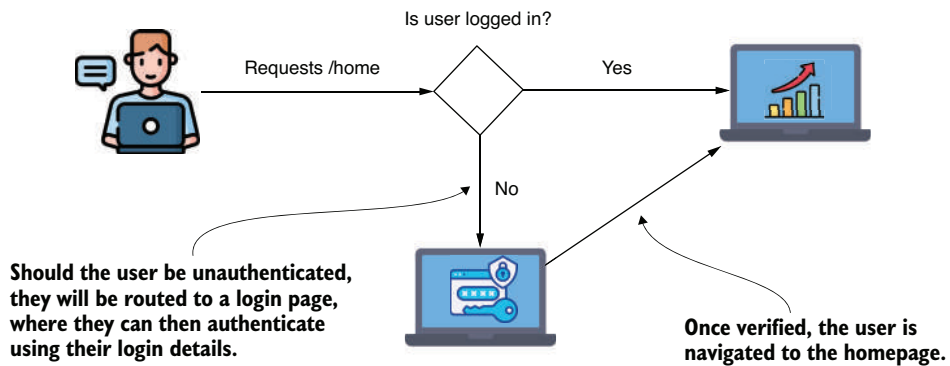 Is user logged in?
Requests /home
Yes
No
Should the user be unauthenticated,
they will be routed to a login page,
where they can then authenticate
using their login details.
Once verified, the user is
navigated to the homepage.